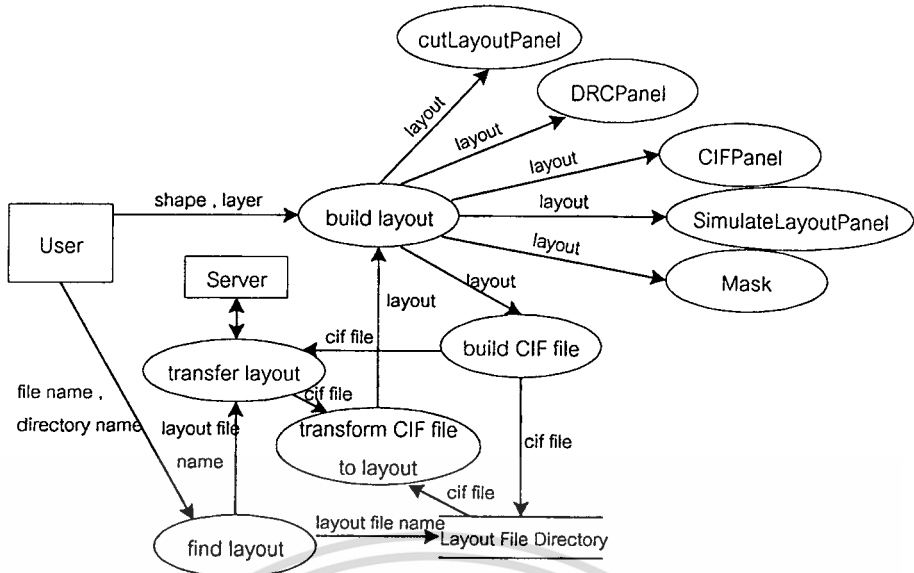 cutLayoutPanel
DRCPanel
layout
layout
CIFPanel
layout
shape , layer
build layout
layout
SimulateLayoutPanel
User
layout
Server
layout
Mask
layout
cif file
build CIF file
transfer layout
cif file
file name ,
directory name
layout file
name
transform CIF file
to layout
cif file
cif file
layout file name
Layout File Directory
find layout